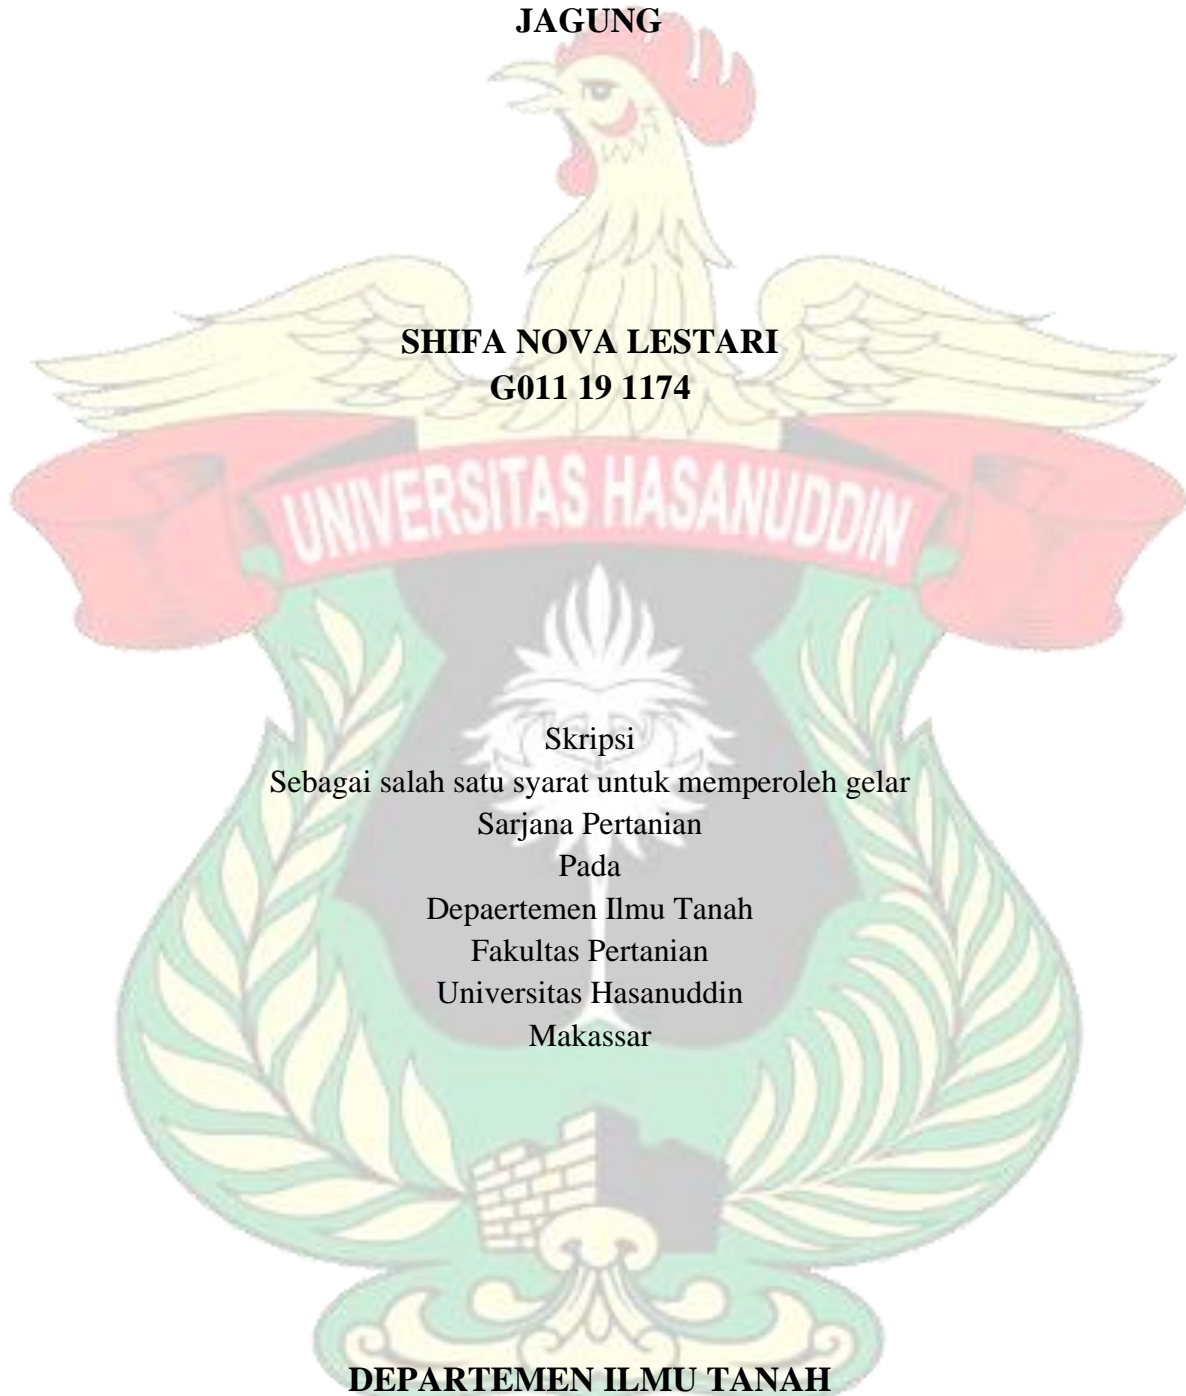 JAGUNG
SHIFA NOVA LESTARI
G011 19 1174
UNIVERSITAS HASANUDDIN
Skripsi
Sebagai salah satu syarat untuk memperoleh gelar
Sarjana Pertanian
Pada
Depaertemen Ilmu Tanah
Fakultas Pertanian
Universitas Hasanuddin
Makassar
DEPARTEMEN ILMU TANAH